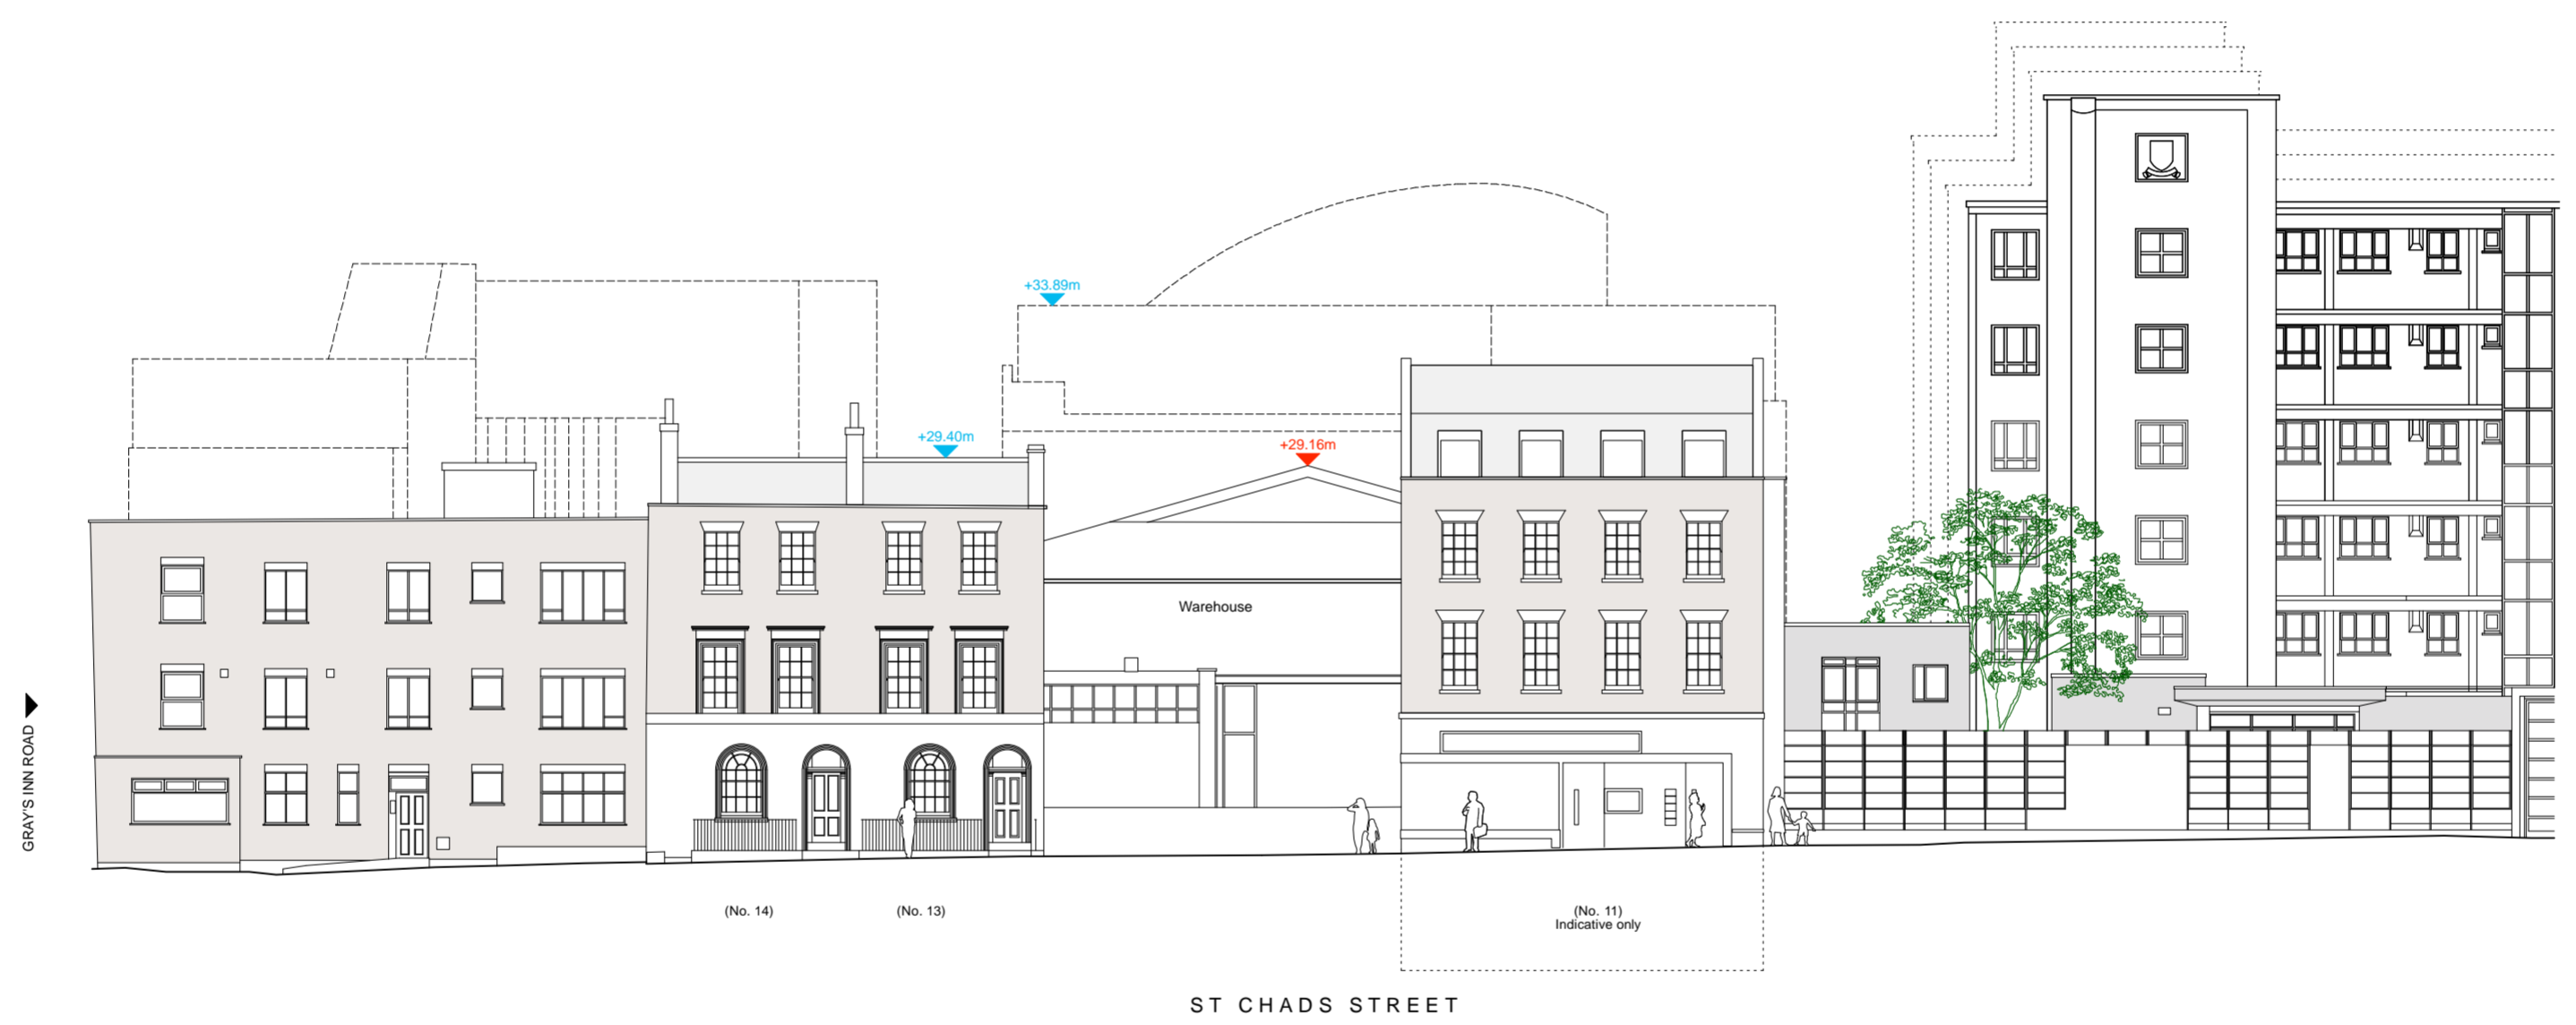 +33.89m
+29.40m
+29.16m
Warehouse
GRAY'S INN ROAD
(No. 14)
(No. 13)
(No. 11)
Indicative only
ST CHADS STREET